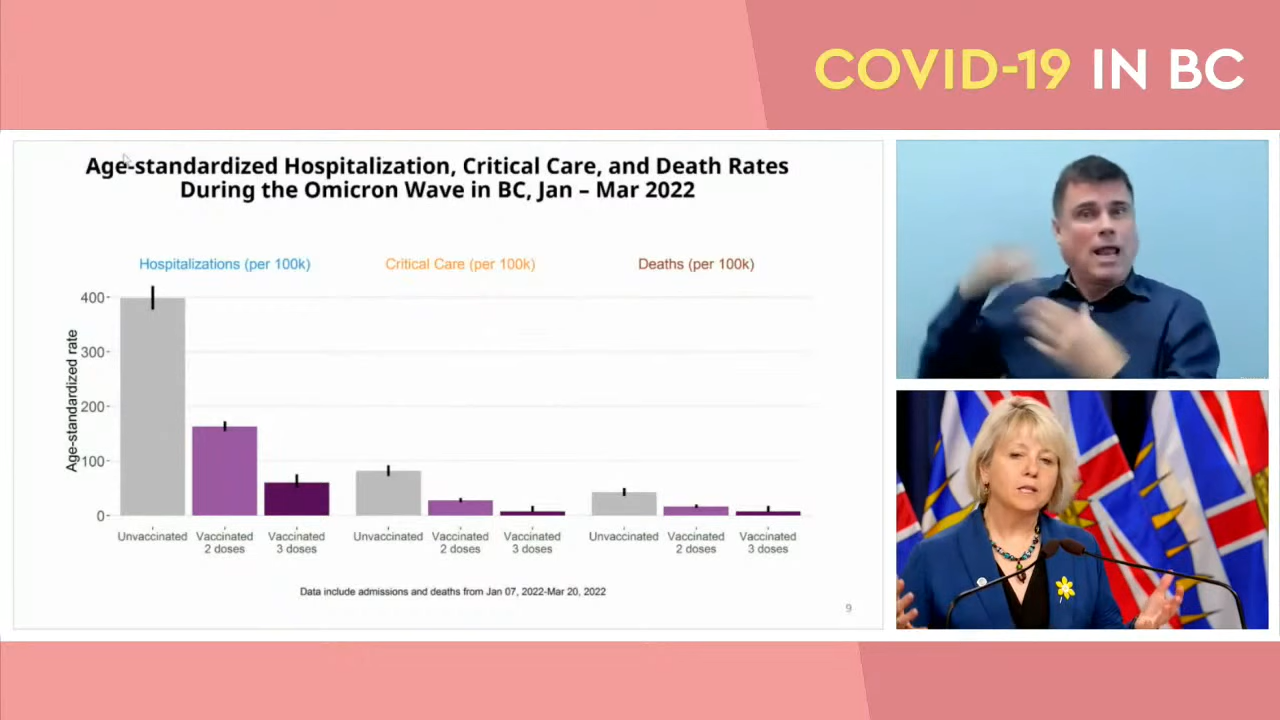 COVID-19 IN BC
Age-standardized Hospitalization, Critical Care, and Death Rates
During the Omicron Wave in BC, Jan – Mar 2022
Hospitalizations (per 100k)
Critical Care (per 100k)
Deaths (per 100k)
Age-standardized rate
400
300
200
100
0
Unvaccinated
Vaccinated
2 doses
Vaccinated
3 doses
Unvaccinated
Vaccinated
2 doses
Vaccinated
3 doses
Unvaccinated
Vaccinated
2 doses
Vaccinated
3 doses
Data include admissions and deaths from Jan 07, 2022-Mar 20, 2022
9